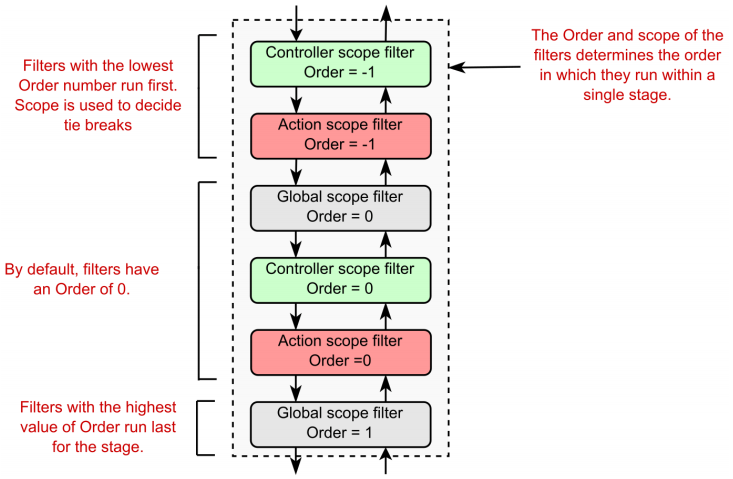 Filters with the lowest
Order number run first.
Scope is used to decide
tie breaks
Controller scope filter
Order = -1
The Order and scope of the
filters determines the order
in which they run within a
single stage.
Action scope filter
Order = -1
Global scope filter
Order = 0
By default, filters have
an Order of 0.
Controller scope filter
Order = 0
Action scope filter
Order =0
Filters with the highest
value of Order run last
for the stage.
Global scope filter
Order = 1